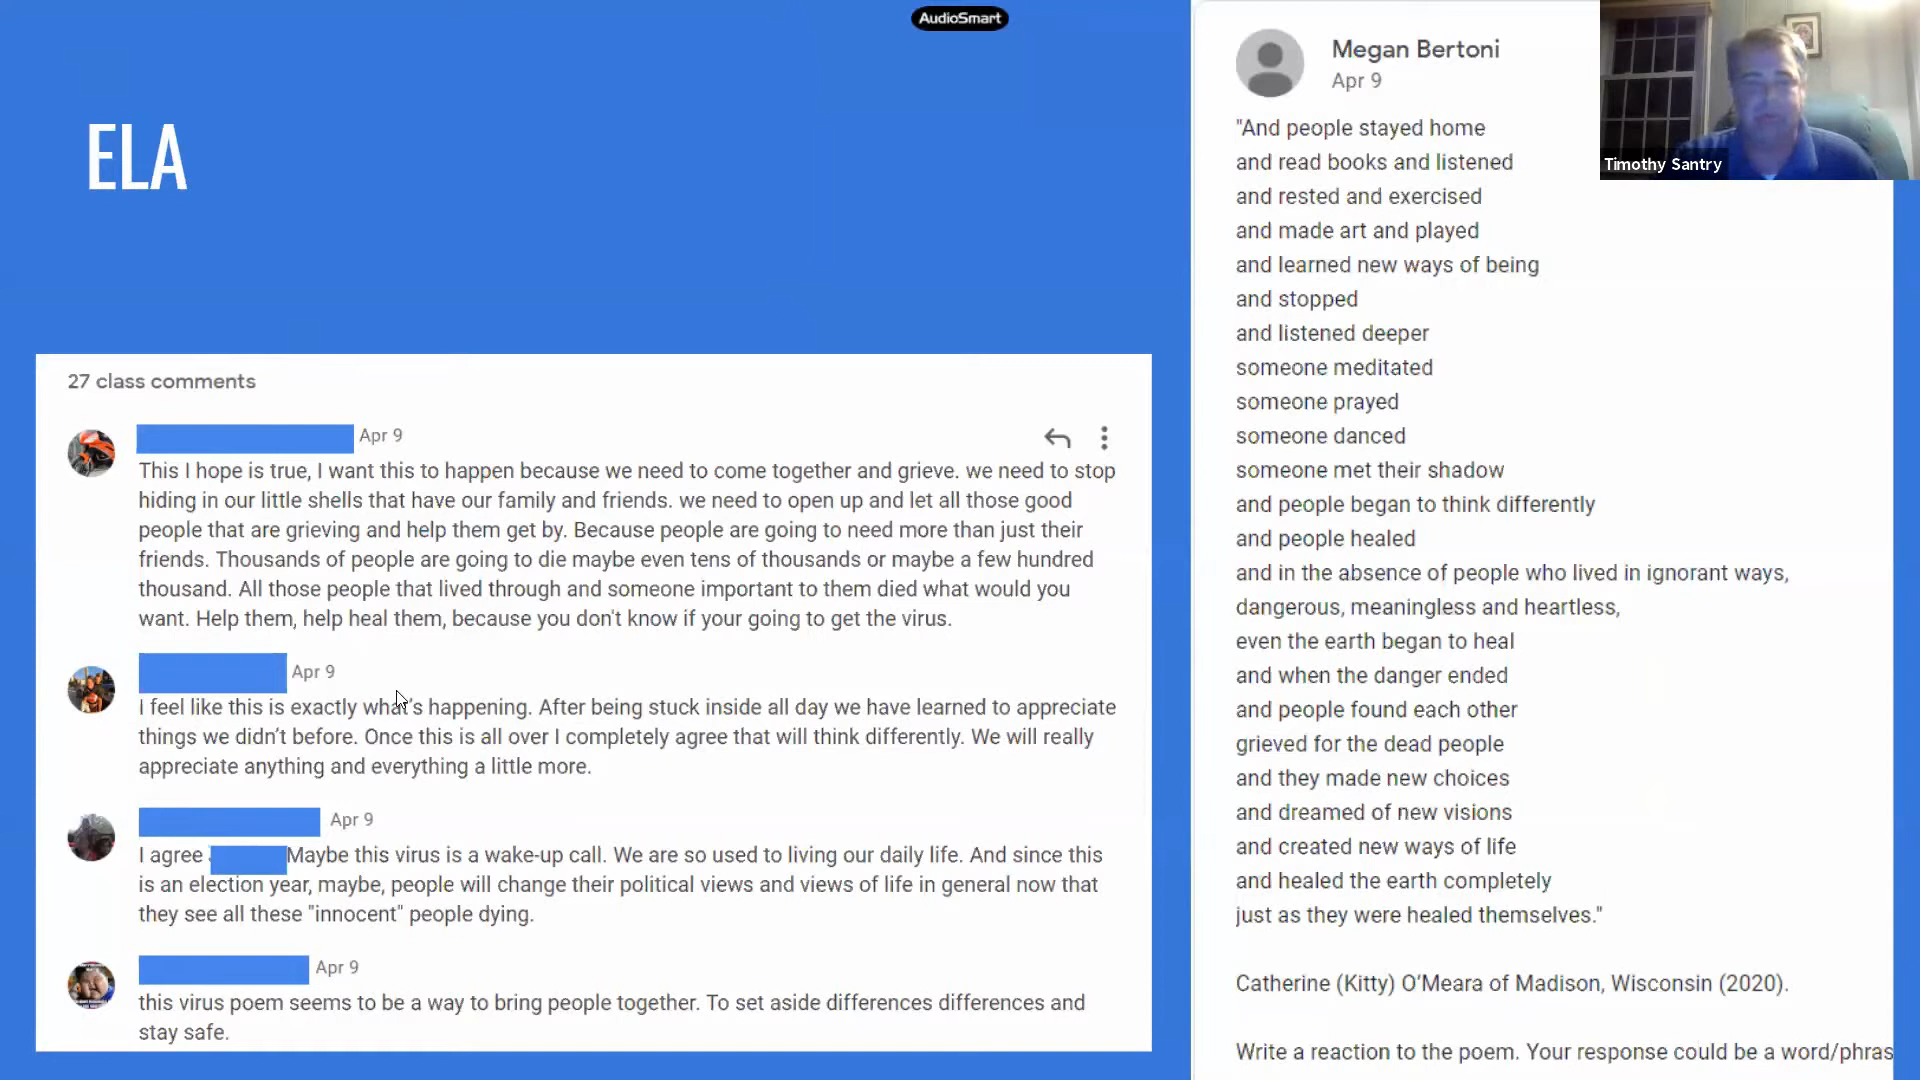 AudioSmart
ELA
27 class comments
Apr 9
This I hope is true, I want this to happen because we need to come together and grieve. we need to stop
hiding in our little shells that have our family and friends. we need to open up and let all those good
people that are grieving and help them get by. Because people are going to need more than just their
friends. Thousands of people are going to die maybe even tens of thousands or maybe a few hundred
thousand. All those people that lived through and someone important to them died what would you
want. Help them, help heal them, because you don't know if your going to get the virus.
Apr 9
I feel like this is exactly what's happening. After being stuck inside all day we have learned to appreciate
things we didn’t before. Once this is all over I completely agree that will think differently. We will really
appreciate anything and everything a little more.
Apr 9
I agree Maybe this virus is a wake-up call. We are so used to living our daily life. And since this
is an election year, maybe, people will change their political views and views of life in general now that
they see all these "innocent" people dying.
Apr 9
this virus poem seems to be a way to bring people together. To set aside differences differences and
stay safe.
Megan Bertoni
Apr 9
"And people stayed home
and read books and listened
and rested and exercised
and made art and played
and learned new ways of being
and stopped
and listened deeper
someone meditated
someone prayed
someone danced
someone met their shadow
and people began to think differently
and people healed
and in the absence of people who lived in ignorant ways,
dangerous, meaningless and heartless,
even the earth began to heal
and when the danger ended
and people found each other
grieved for the dead people
and they made new choices
and dreamed of new visions
and created new ways of life
and healed the earth completely
just as they were healed themselves."
Catherine (Kitty) O’Meara of Madison, Wisconsin (2020).
Write a reaction to the poem. Your response could be a word/phras
Timothy Santry